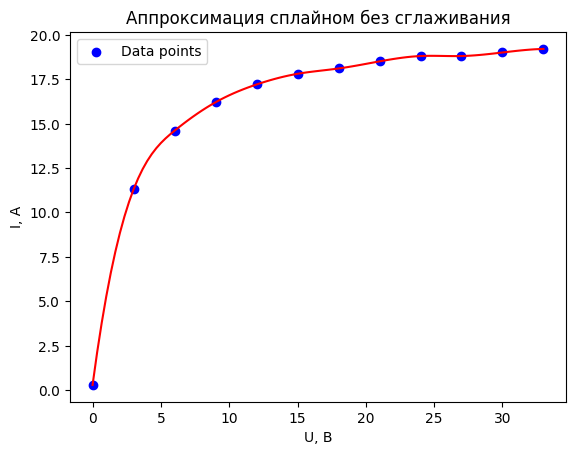 Аппроксимация сплайном без сглаживания
Data points
20.0
17.5
15.0
12.5
10.0
7.5
5.0
2.5
0.0
I, А
0 5 10 15 20 25 30
U, В